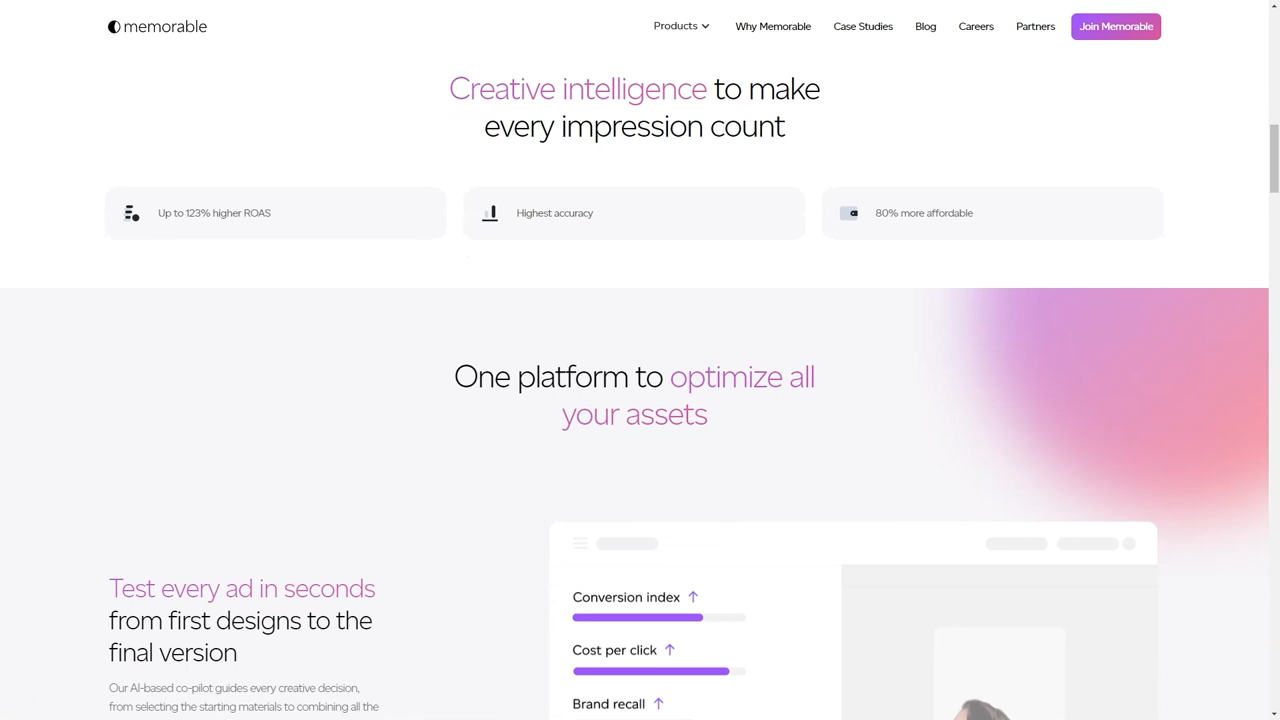 memorable
Products
Why Memorable
Case Studies
Blog
Careers
Partners
Join Memorable
Creative intelligence to make
every impression count
Up to 123% higher ROAS
Highest accuracy
80% more affordable
One platform to optimize all
your assets
Test every ad in seconds
from first designs to the
final version
Our AI-based co-pilot guides every creative decision,
from selecting the starting materials to combining all the
Conversion index
Cost per click
Brand recall